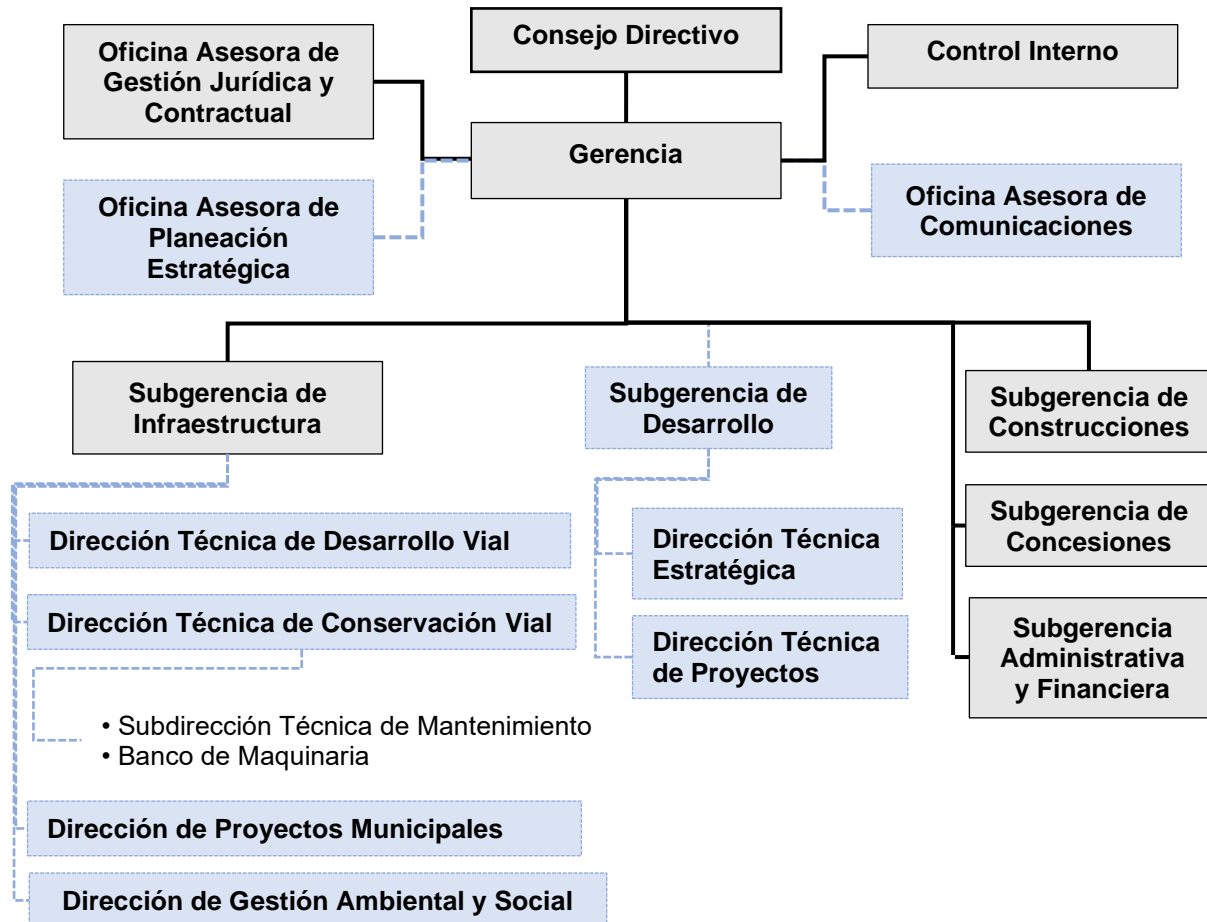 Consejo Directivo
Oficina Asesora de
Gestión Jurídica y
Contractual
Control Interno
Gerencia
Oficina Asesora de
Planeación
Estratégica
Oficina Asesora de
Comunicaciones
Subgerencia de
Infraestructura
Subgerencia de
Desarrollo
Subgerencia de
Construcciones
Dirección Técnica de Desarrollo Vial
Dirección Técnica de Conservación Vial
• Subdirección Técnica de Mantenimiento
• Banco de Maquinaria
Dirección de Proyectos Municipales
Dirección de Gestión Ambiental y Social
Dirección Técnica
Estratégica
Dirección Técnica
de Proyectos
Subgerencia de
Concesiones
Subgerencia
Administrativa
y Financiera